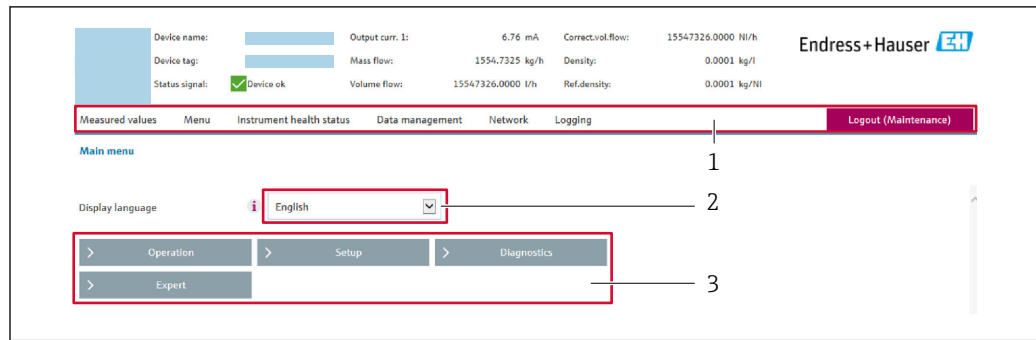 Device name: Output curr. 1: 6.76 mA Correct.vol.flow: 15547326.0000 Nl/h
Endress+Hauser EH
Device tag: Mass flow: 1554.7325 kg/h Density: 0.0001 kg/l
Status signal: Device ok Volume flow: 15547326.0000 l/h Ref.density: 0.0001 kg/Nl
Measured values Menu Instrument health status Data management Network Logging Logout (Maintenance)
1
Main menu
Display language i English 2
> Operation > Setup > Diagnostics
> Expert 3